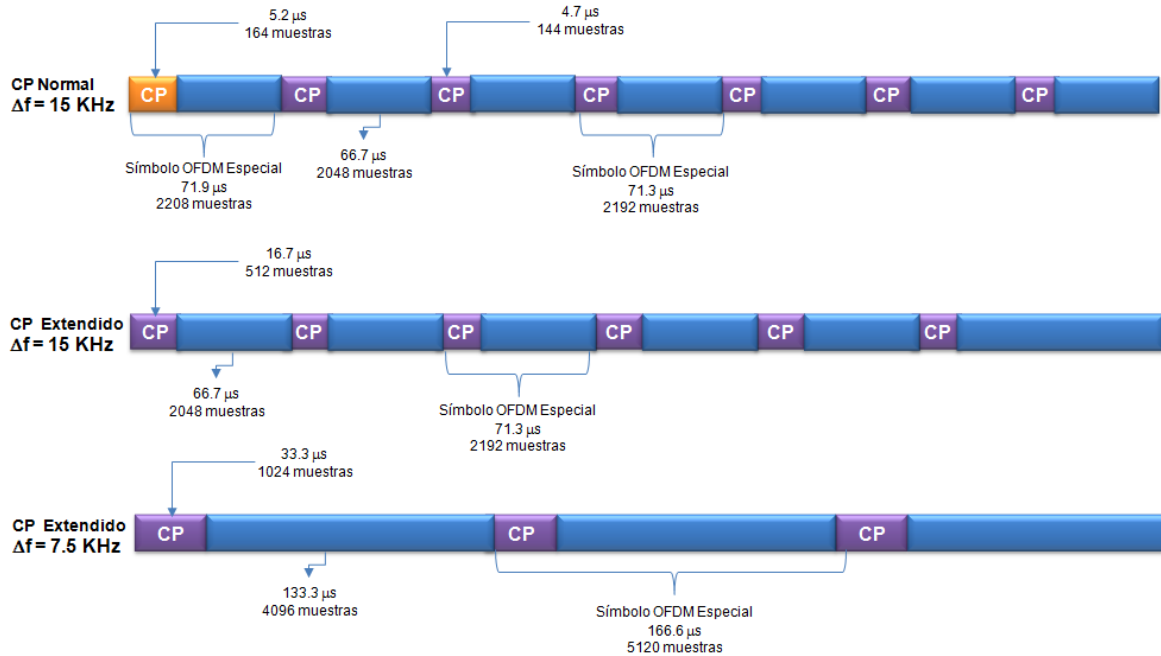 5.2 µs
164 muestras
4.7 µs
144 muestras
CP Normal
Δf = 15 KHz
CP CP CP CP CP CP CP
Símbolo OFDM Especial
71.9 µs
2208 muestras
66.7 µs
2048 muestras
Símbolo OFDM Especial
71.3 µs
2192 muestras
16.7 µs
512 muestras
CP Extendido
Δf = 15 KHz
CP CP CP CP CP CP
66.7 µs
2048 muestras
Símbolo OFDM Especial
71.3 µs
2192 muestras
33.3 µs
1024 muestras
CP Extendido
Δf = 7.5 KHz
CP CP CP
133.3 µs
4096 muestras
Símbolo OFDM Especial
166.6 µs
5120 muestras